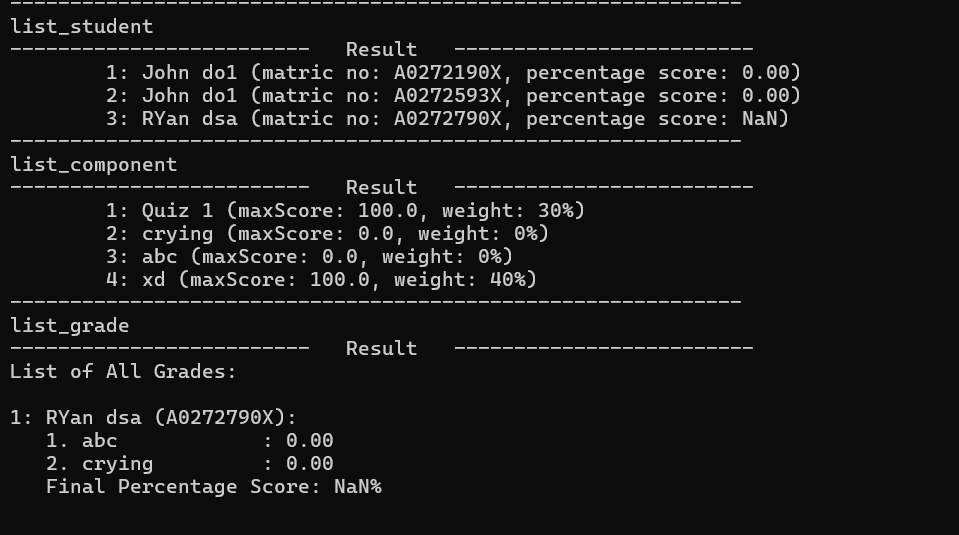 -------------------------------------------------------------
list_student
-------------------------   Result   -------------------------
1: John do1 (matric no: A0272190X, percentage score: 0.00)
2: John do1 (matric no: A0272593X, percentage score: 0.00)
3: RYan dsa (matric no: A0272790X, percentage score: NaN)
-------------------------------------------------------------
list_component
-------------------------   Result   -------------------------
1: Quiz 1 (maxScore: 100.0, weight: 30%)
2: crying (maxScore: 0.0, weight: 0%)
3: abc (maxScore: 0.0, weight: 0%)
4: xd (maxScore: 100.0, weight: 40%)
-------------------------------------------------------------
list_grade
-------------------------   Result   -------------------------
List of All Grades:
1: RYan dsa (A0272790X):
1. abc            : 0.00
2. crying         : 0.00
Final Percentage Score: NaN%